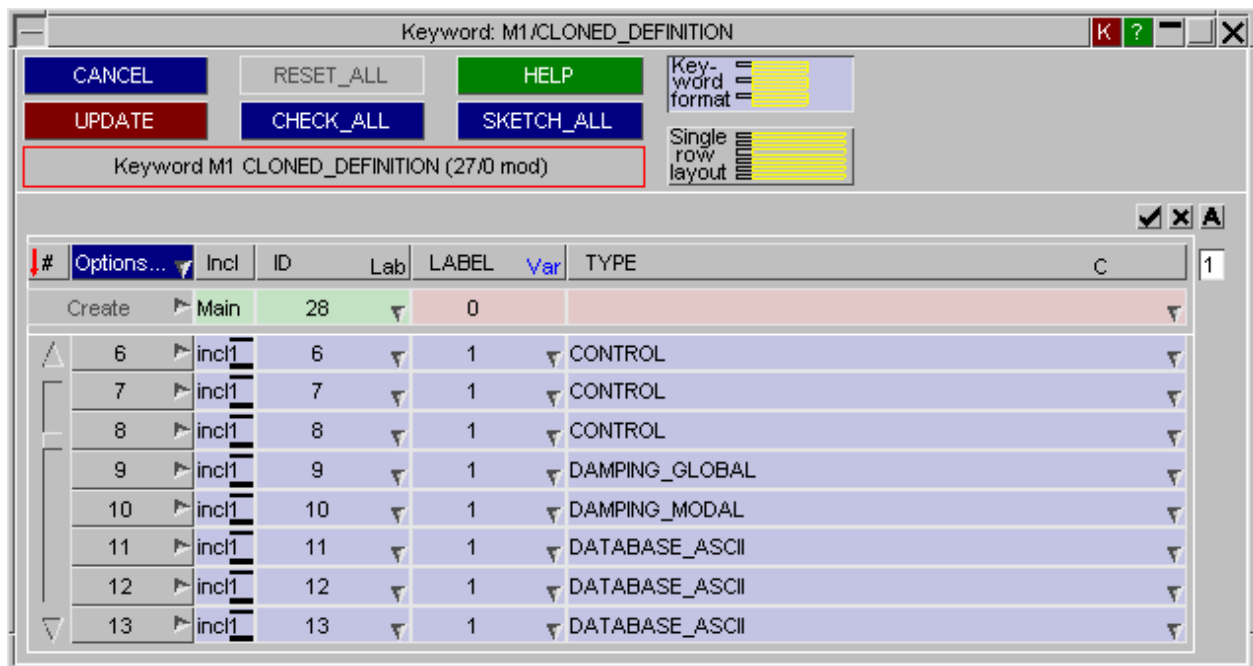 Keyword: M1/CLONED_DEFINITION
K ?
CANCEL RESET_ALL HELP
Key-
word
format
UPDATE CHECK_ALL SKETCH_ALL
Single
row
layout
Keyword M1 CLONED_DEFINITION (27/0 mod)
A
# Options... Incl ID Lab LABEL Var TYPE C 1
Create Main 28 0
6 incl1 6 1 CONTROL
7 incl1 7 1 CONTROL
8 incl1 8 1 CONTROL
9 incl1 9 1 DAMPING_GLOBAL
10 incl1 10 1 DAMPING_MODAL
11 incl1 11 1 DATABASE_ASCII
12 incl1 12 1 DATABASE_ASCII
13 incl1 13 1 DATABASE_ASCII